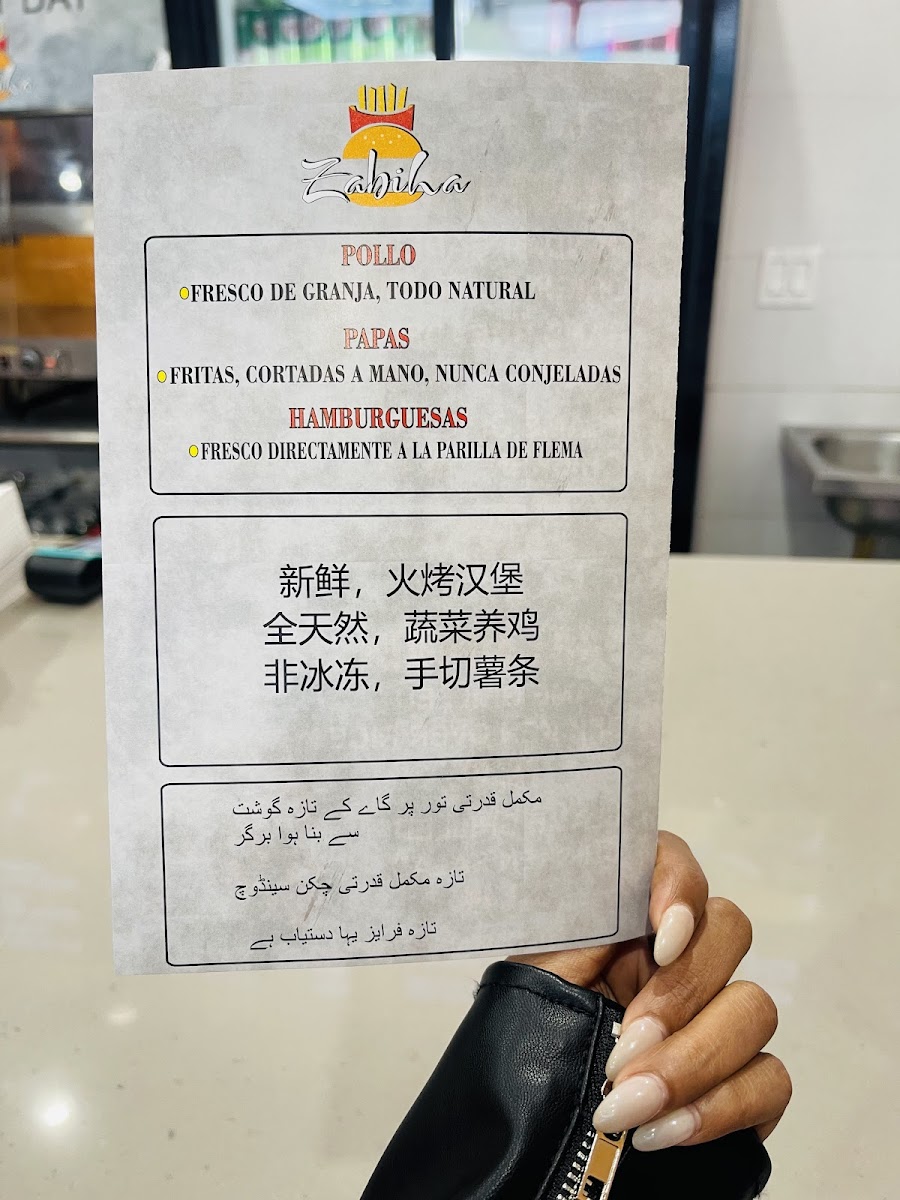 DAY
Zabiha
POLLO
FRESCO DE GRANJA, TODO NATURAL
PAPAS
FRITAS, CORTADAS A MANO, NUNCA CONJELADAS
HAMBURGUESAS
FRESCO DIRECTAMENTE A LA PARILLA DE FLEMA
新鲜，火烤汉堡
全天然，蔬菜养鸡
非冰冻，手切薯条
مکمل قدرتی تور پر گاے کے تازہ گوشت
سے بنا ہوا برگر
تازہ مکمل قدرتی چکن سینڈوچ
تازہ فرایز یہا دستیاب ہے